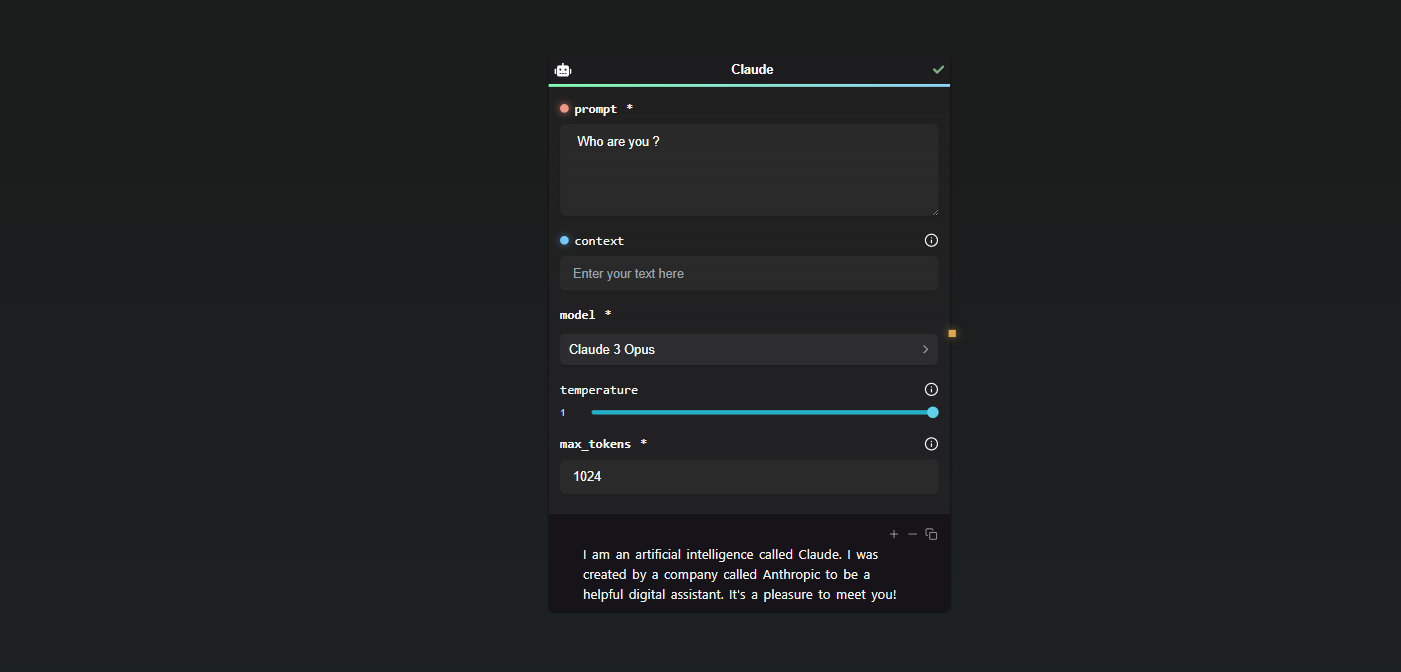 Claude
prompt *
Who are you ?
context
Enter your text here
model *
Claude 3 Opus
temperature
1
max_tokens *
1024
I am an artificial intelligence called Claude. I was
created by a company called Anthropic to be a
helpful digital assistant. It's a pleasure to meet you!